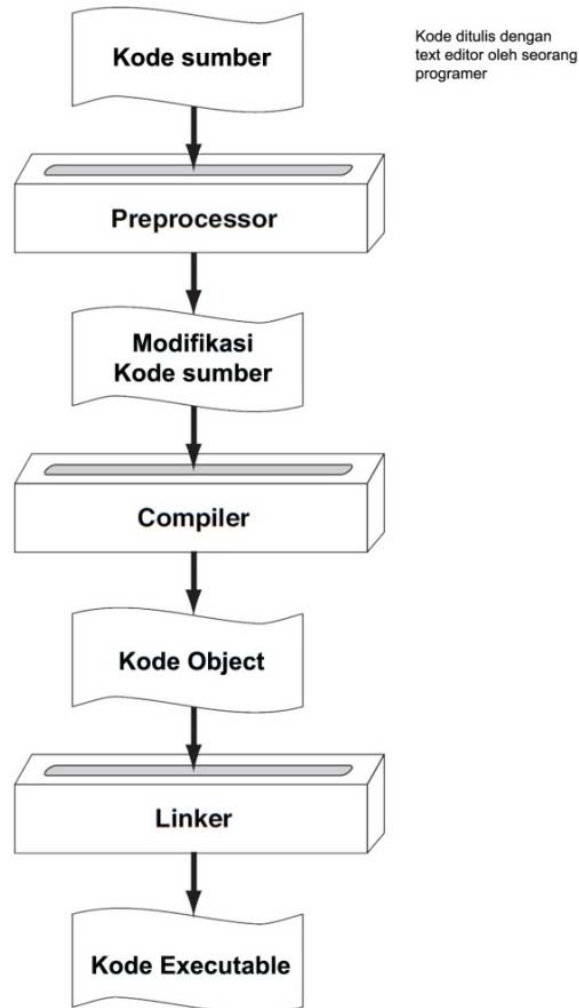 Kode sumber
Kode ditulis dengan
text editor oleh seorang
programer
Preprocessor
Modifikasi
Kode sumber
Compiler
Kode Object
Linker
Kode Executable